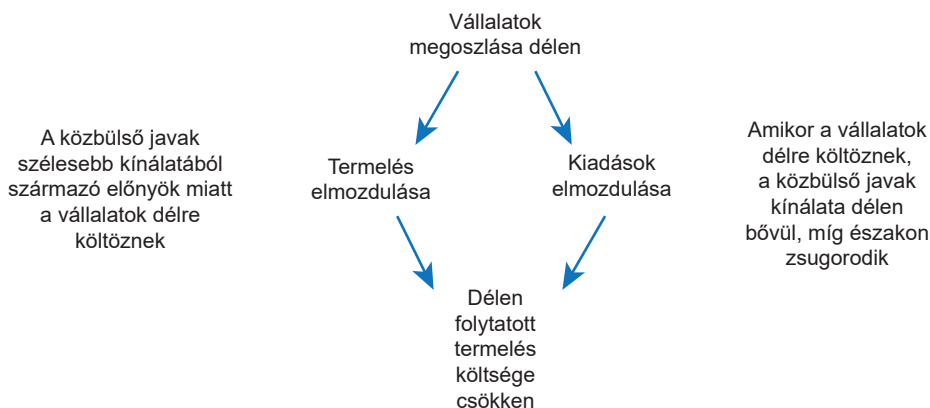 Vállalatok
megoszlása délen
A közbülső javak
szélesebb kínálatából
származó előnyök miatt
a vállalatok délre
költöznek
Termelés
elmozdulása
Kiadások
elmozdulása
Amikor a vállalatok
délre költöznek,
a közbülső javak
kínálata délen
bővül, míg északon
zsugorodik
Délen
folytatott
termelés
költsége
csökken